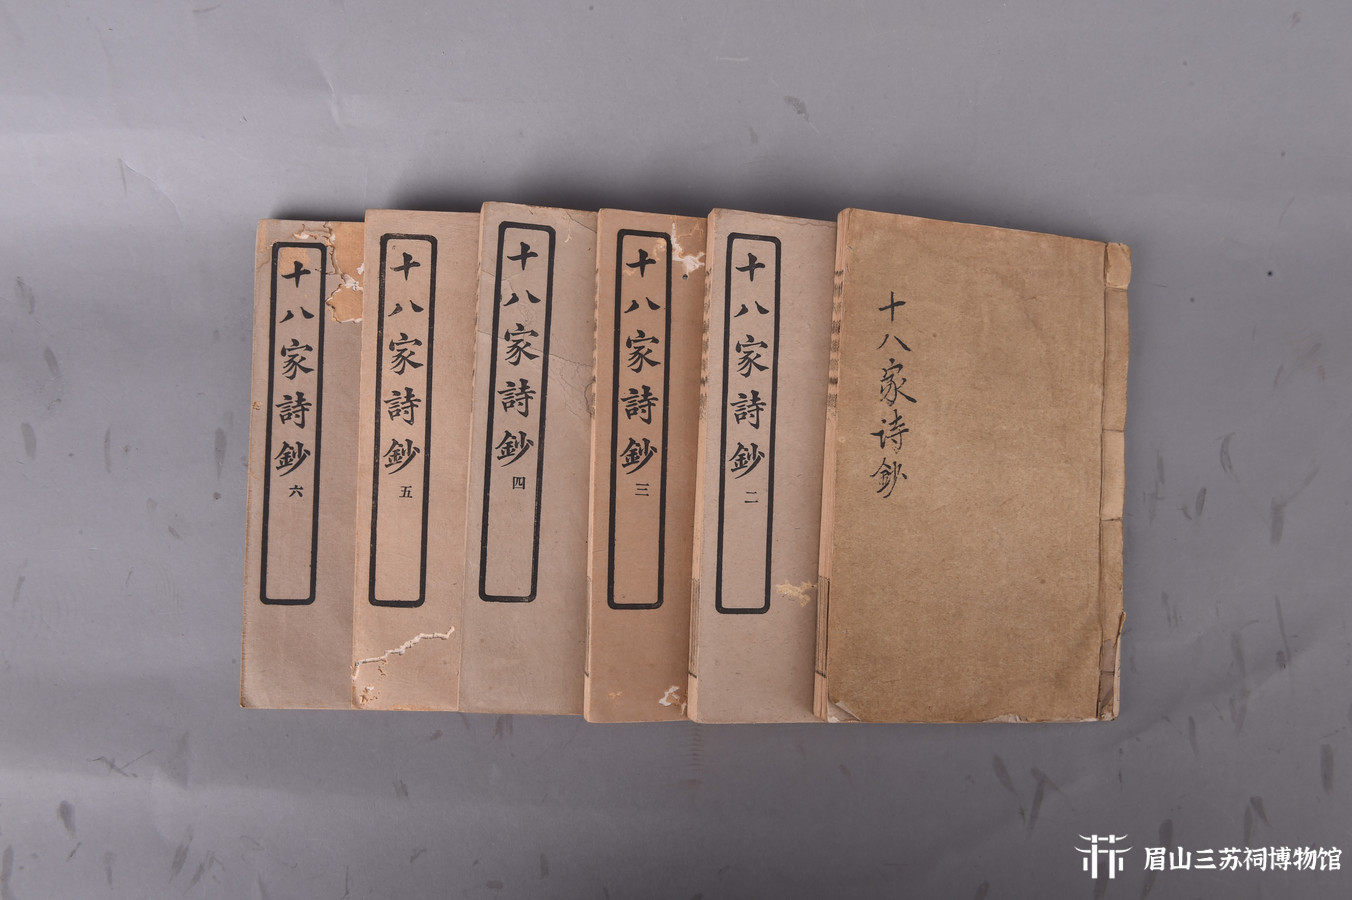 十八家诗鈔
十八家詩鈔 二
十八家詩鈔 三
十八家詩鈔 四
十八家詩鈔 五
十八家詩鈔 六
眉山三苏祠博物馆